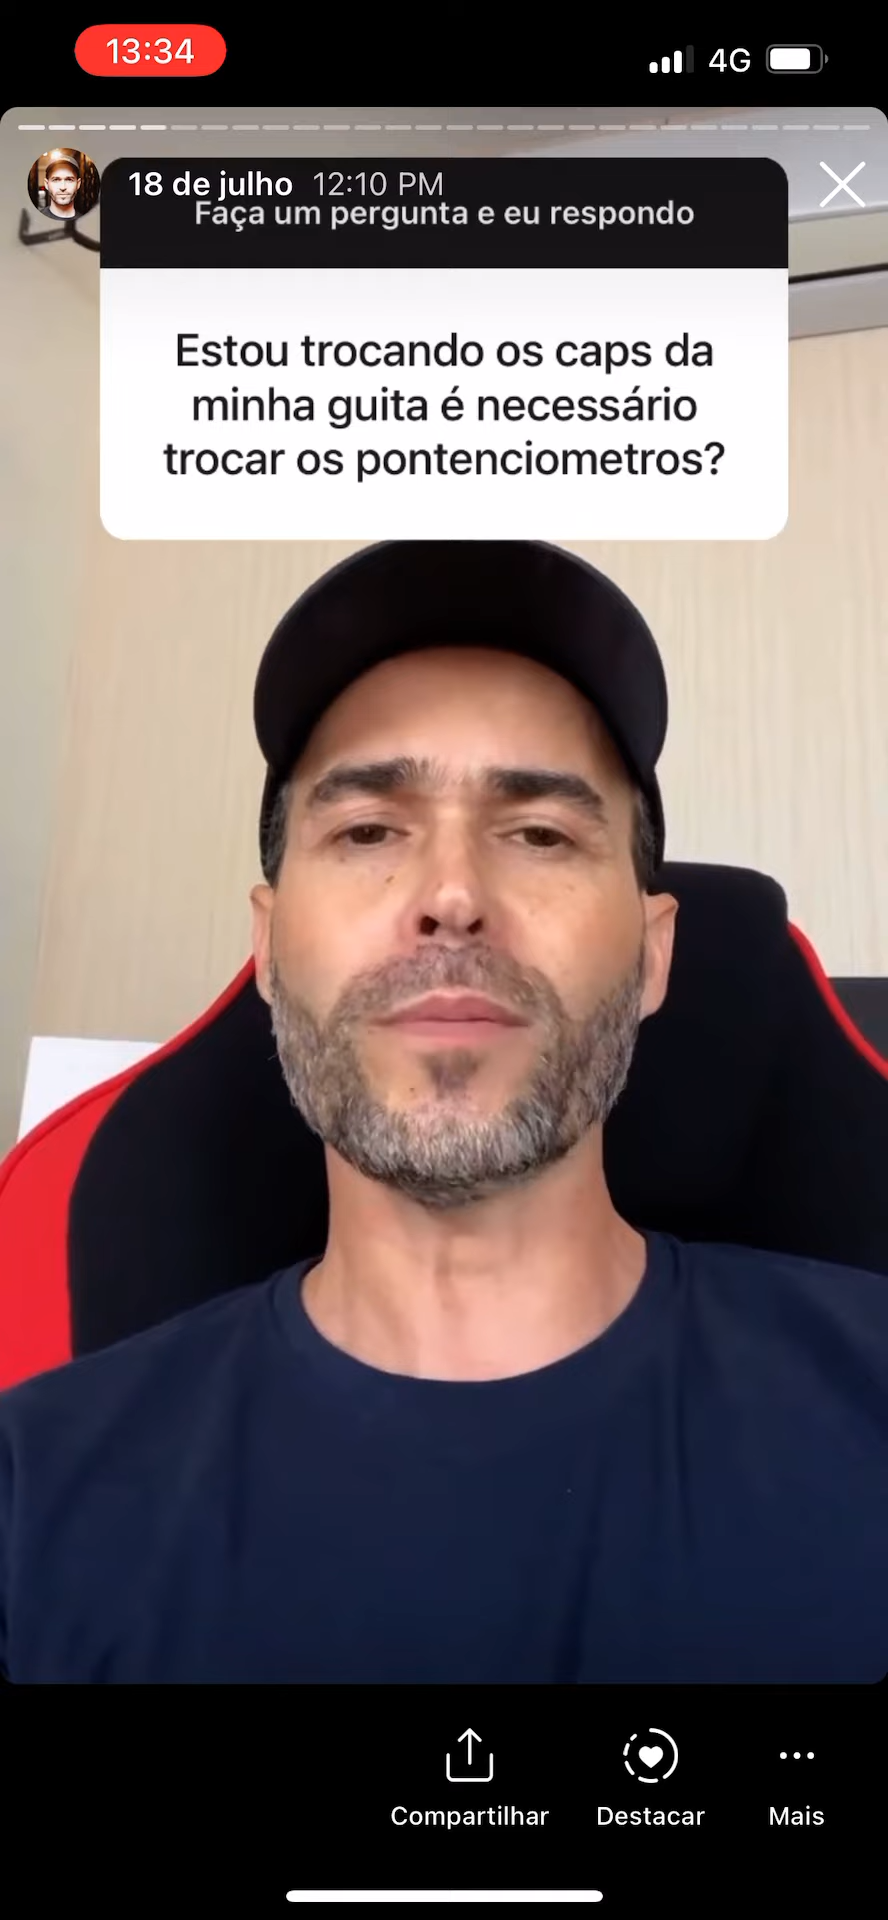 13:34
4G
18 de julho 12:10 PM
Faça um pergunta e eu respondo
Estou trocando os caps da
minha guita é necessário
trocar os pontenciometros?
Compartilhar
Destacar
Mais